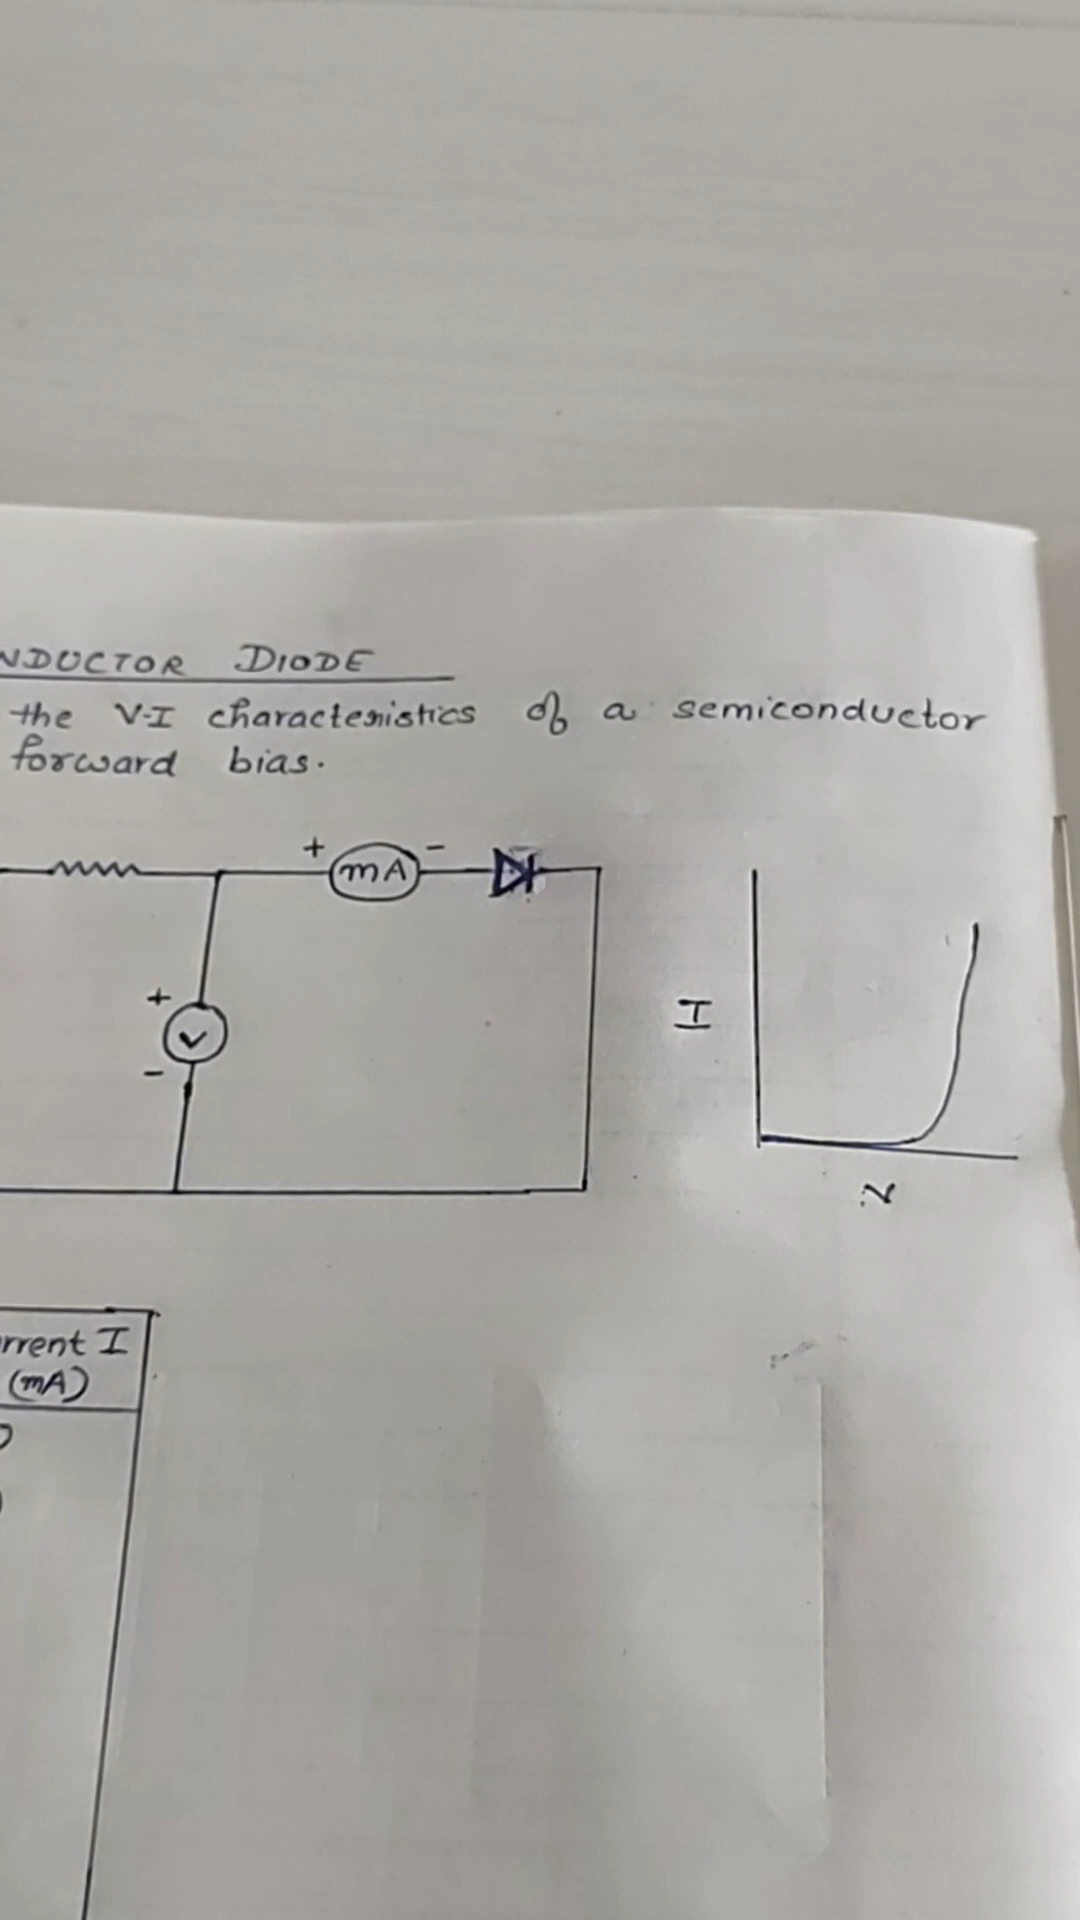 NDUCTOR DIODE
the V-I characteristics of a semiconductor
forward bias.
+ mA -
+
V
-
I
V
rrent I
(mA)